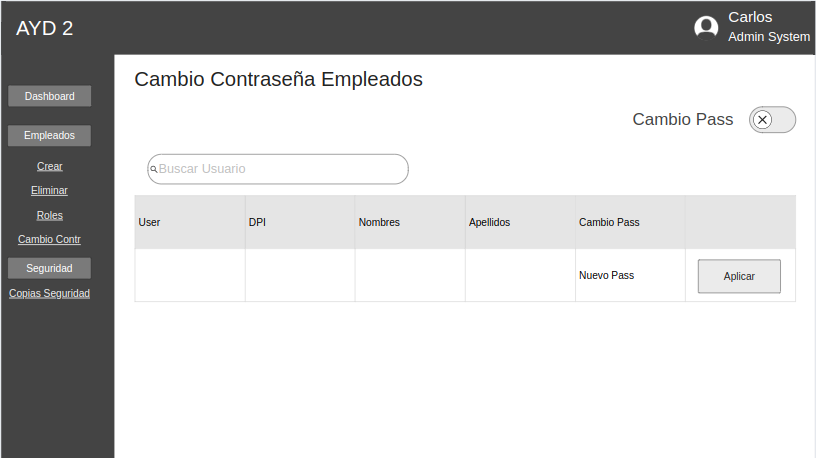 AYD 2
Carlos
Admin System
Dashboard
Empleados
Crear
Eliminar
Roles
Cambio Contr
Seguridad
Copias Seguridad
Cambio Contraseña Empleados
Cambio Pass
Buscar Usuario
User DPI Nombres Apellidos Cambio Pass
Nuevo Pass Aplicar